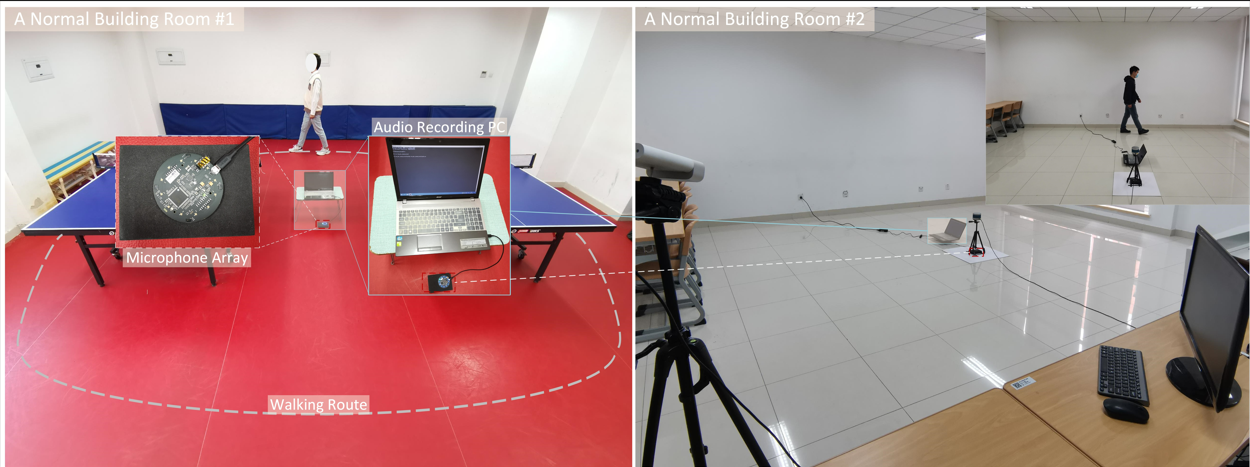 A Normal Building Room #1
Audio Recording PC
Microphone Array
Walking Route
A Normal Building Room #2